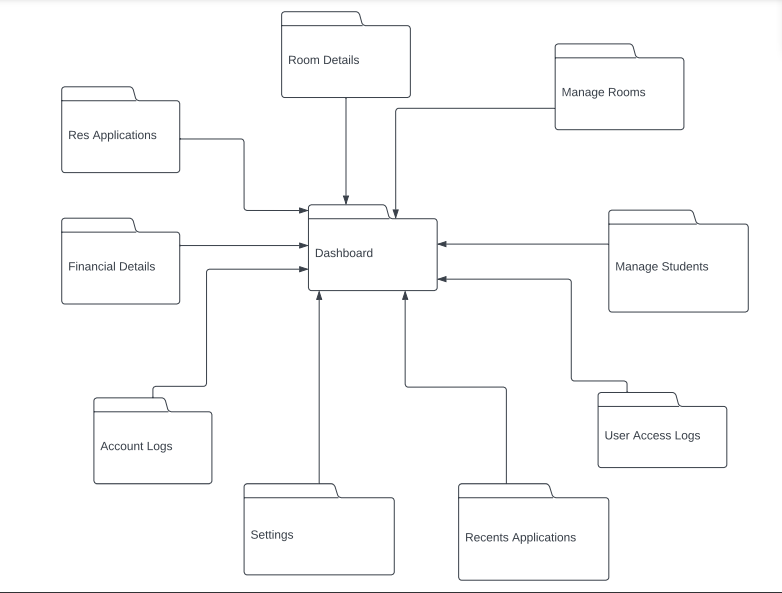 Room Details
Manage Rooms
Res Applications
Dashboard
Financial Details
Manage Students
Account Logs
User Access Logs
Settings
Recents Applications